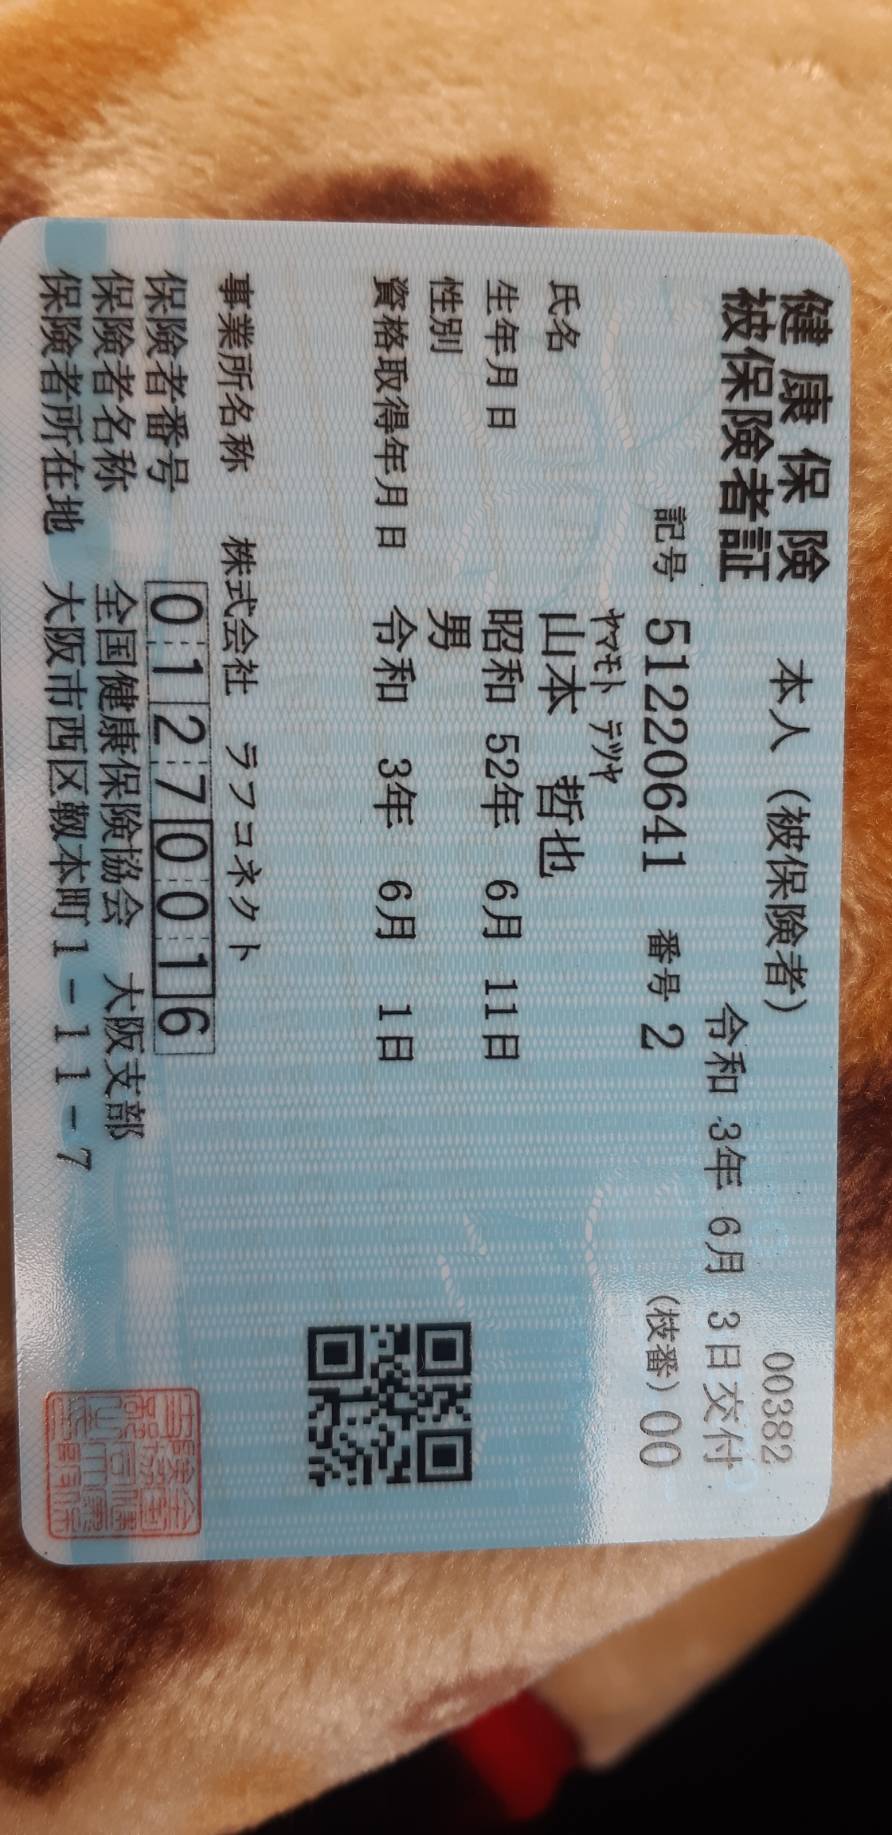 健康保険 本人(被保険者) 00382
被保険者証 令和 3年 6月 3日交付
記号 51220641 番号 2 (枝番) 00
ﾔﾏﾓﾄ ﾃﾂﾔ
氏名 山本 哲也
生年月日 昭和 52年 6月 11日
性別 男
資格取得年月日 令和 3年 6月 1日
事業所名称 株式会社 ラフコネクト
保険者番号 01270016
保険者名称 全国健康保険協会 大阪支部
保険者所在地 大阪市西区靱本町1-11-7